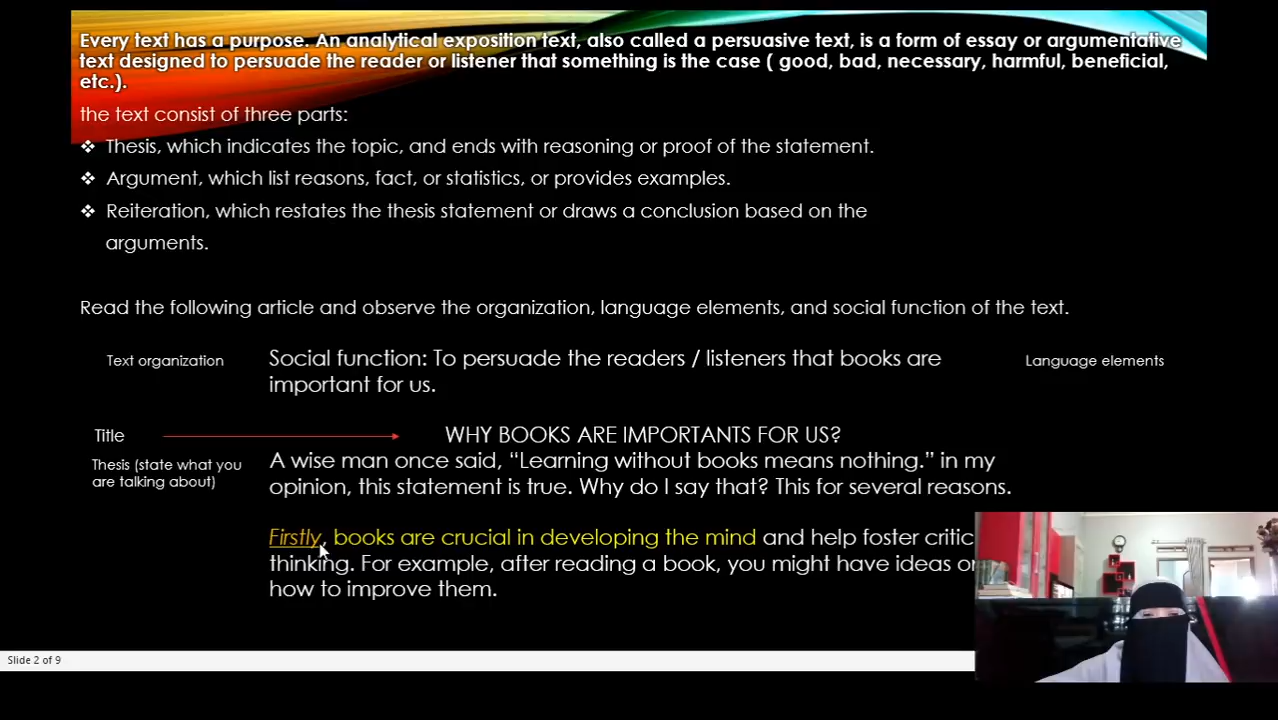 Every text has a purpose. An analytical exposition text, also called a persuasive text, is a form of essay or argumentative
text designed to persuade the reader or listener that something is the case ( good, bad, necessary, harmful, beneficial,
etc.).
the text consist of three parts:
❖ Thesis, which indicates the topic, and ends with reasoning or proof of the statement.
❖ Argument, which list reasons, fact, or statistics, or provides examples.
❖ Reiteration, which restates the thesis statement or draws a conclusion based on the
arguments.
Read the following article and observe the organization, language elements, and social function of the text.
Text organization
Social function: To persuade the readers / listeners that books are
important for us.
Language elements
Title
WHY BOOKS ARE IMPORTANTS FOR US?
Thesis (state what you
are talking about)
A wise man once said, “Learning without books means nothing.” in my
opinion, this statement is true. Why do I say that? This for several reasons.
Firstly, books are crucial in developing the mind and help foster critic
thinking. For example, after reading a book, you might have ideas
how to improve them.
Slide 2 of 9